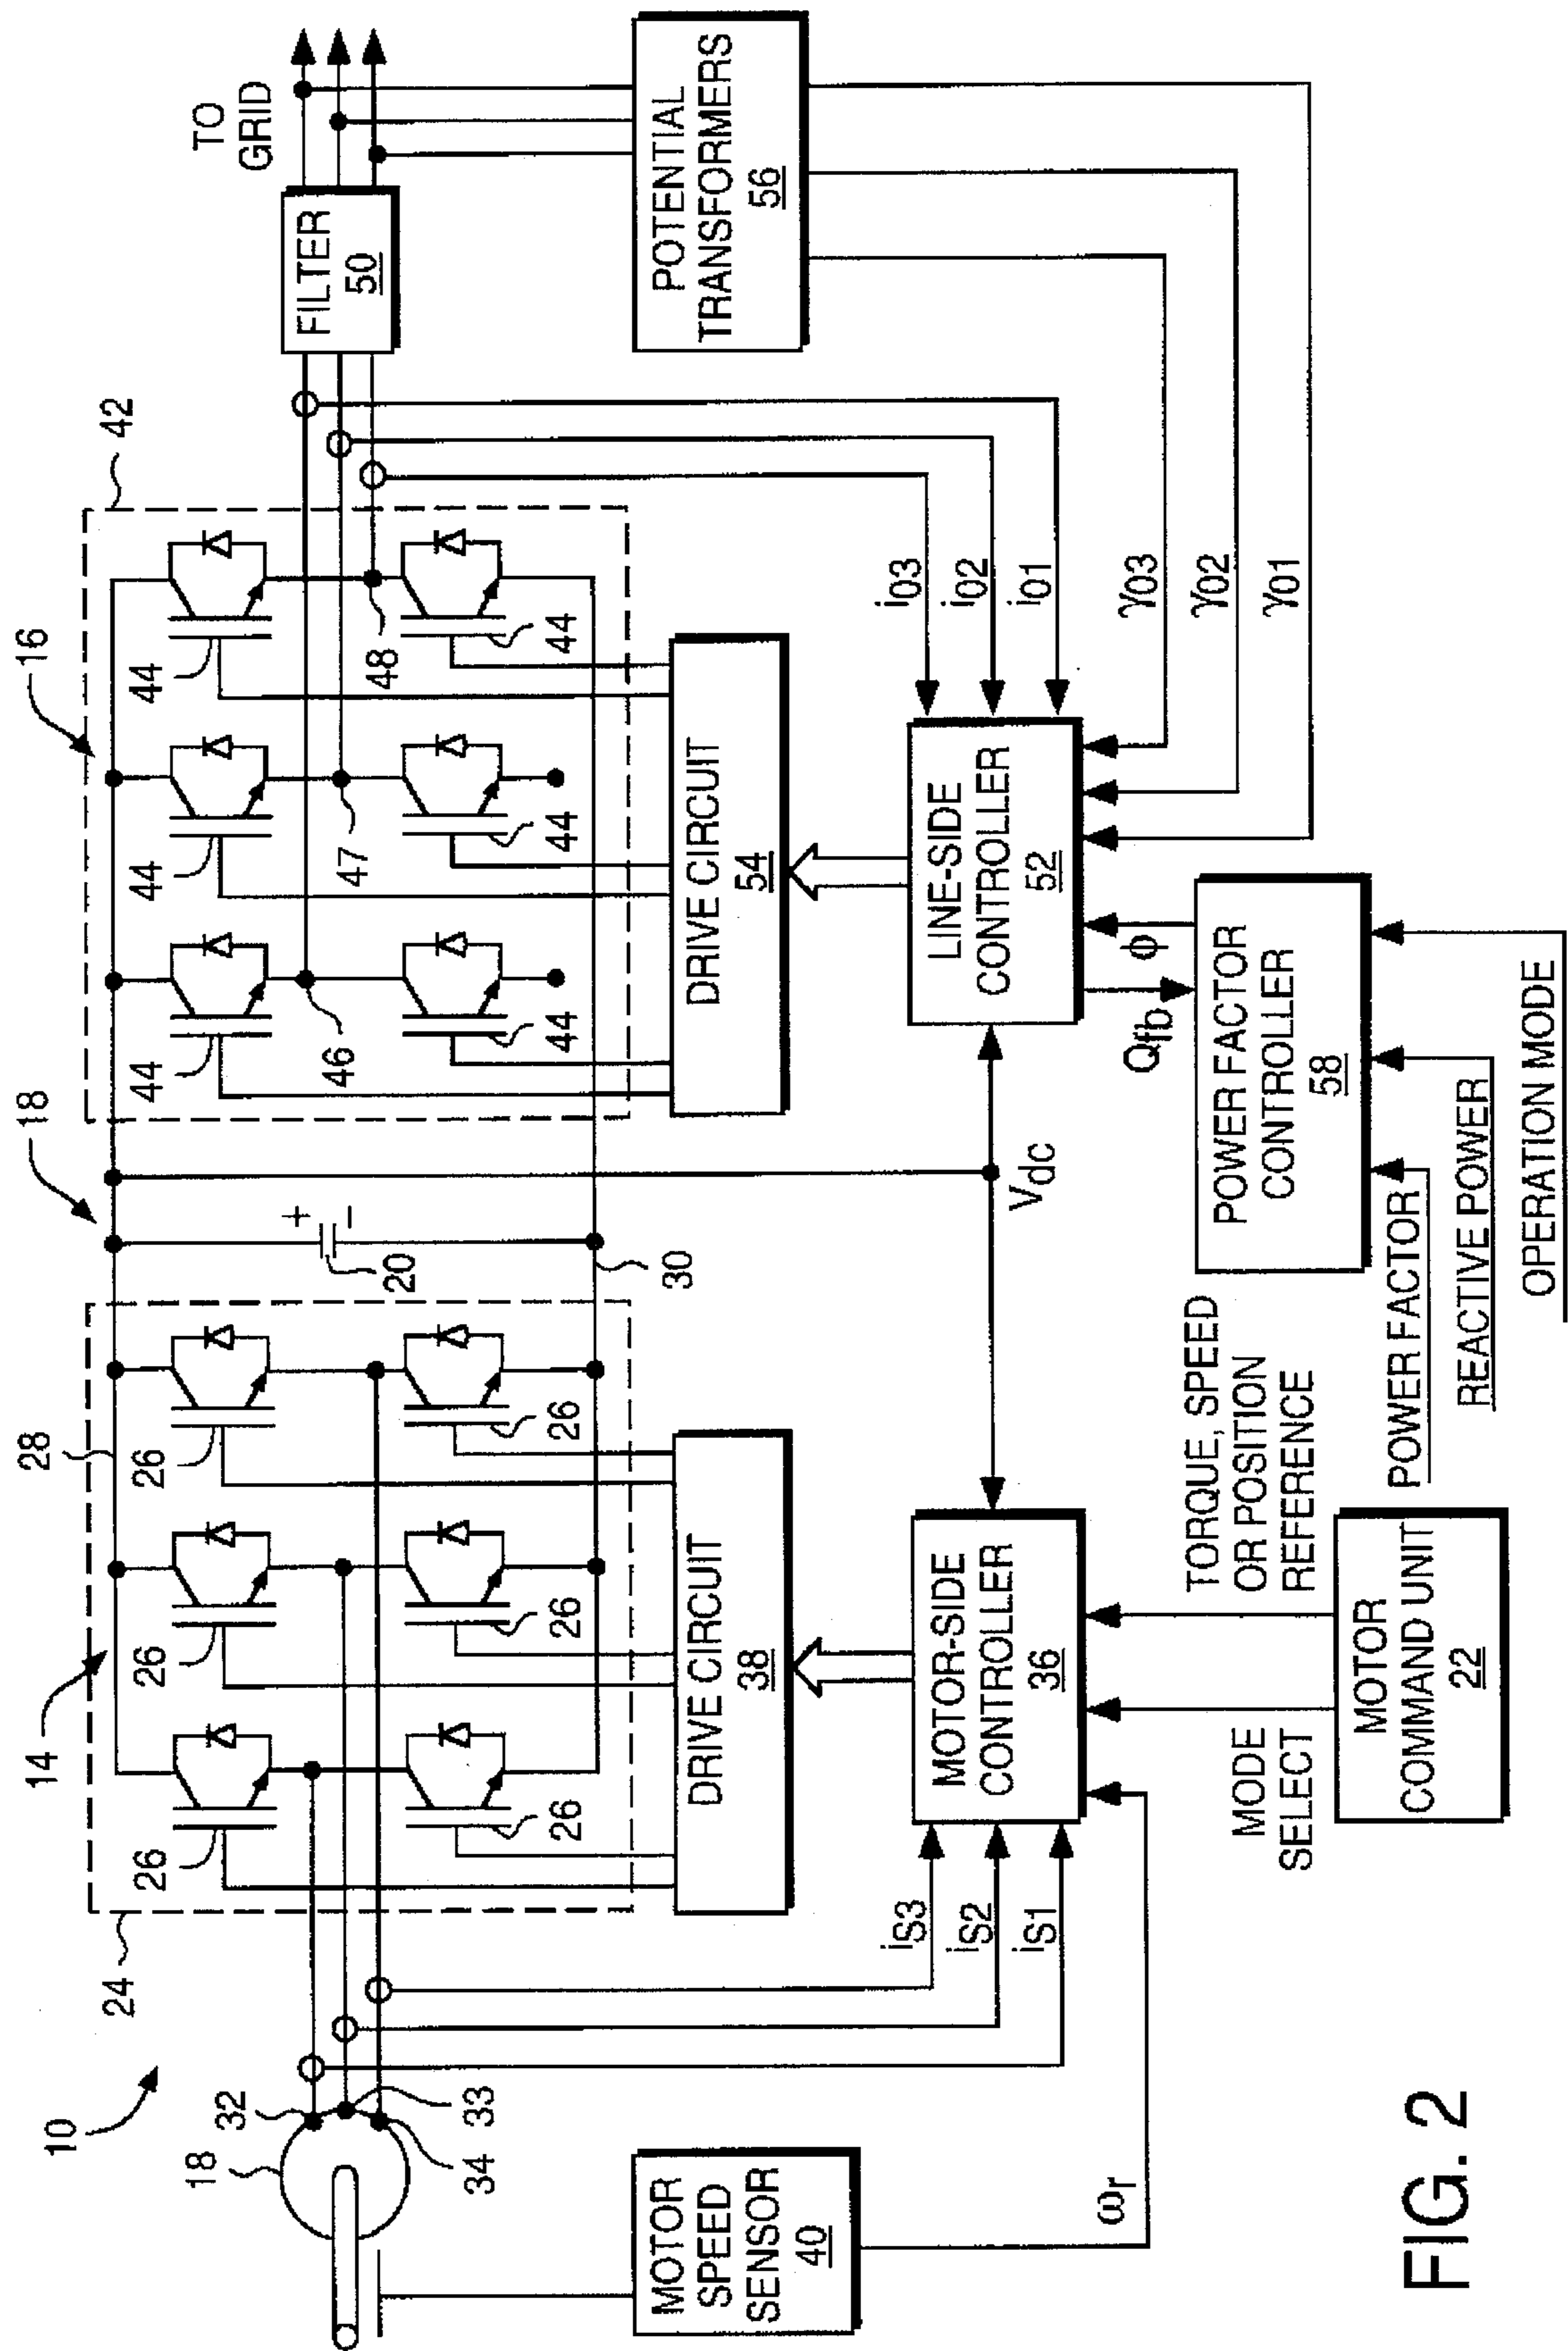 10
18
32
33
34
24
14
28
26
26
26
26
26
26
18
20
+
−
30
16
42
44
44
44
44
44
44
46
47
48
TO
GRID
FILTER
50
DRIVE CIRCUIT
38
DRIVE CIRCUIT
54
POTENTIAL
TRANSFORMERS
56
iS3
iS2
iS1
MOTOR-SIDE
CONTROLLER
36
Vdc
LINE-SIDE
CONTROLLER
52
i03
i02
i01
γ03
γ02
γ01
Qfb
ϕ
MOTOR
SPEED
SENSOR
40
ωr
MODE
SELECT
TORQUE, SPEED
OR POSITION
REFERENCE
MOTOR
COMMAND UNIT
22
POWER FACTOR
CONTROLLER
58
POWER FACTOR
REACTIVE POWER
OPERATION MODE
FIG. 2